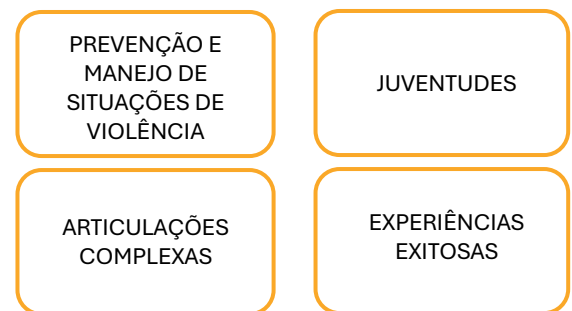 PREVENÇÃO E
MANEJO DE
SITUAÇÕES DE
VIOLÊNCIA
JUVENTUDES
ARTICULAÇÕES
COMPLEXAS
EXPERIÊNCIAS
EXITOSAS